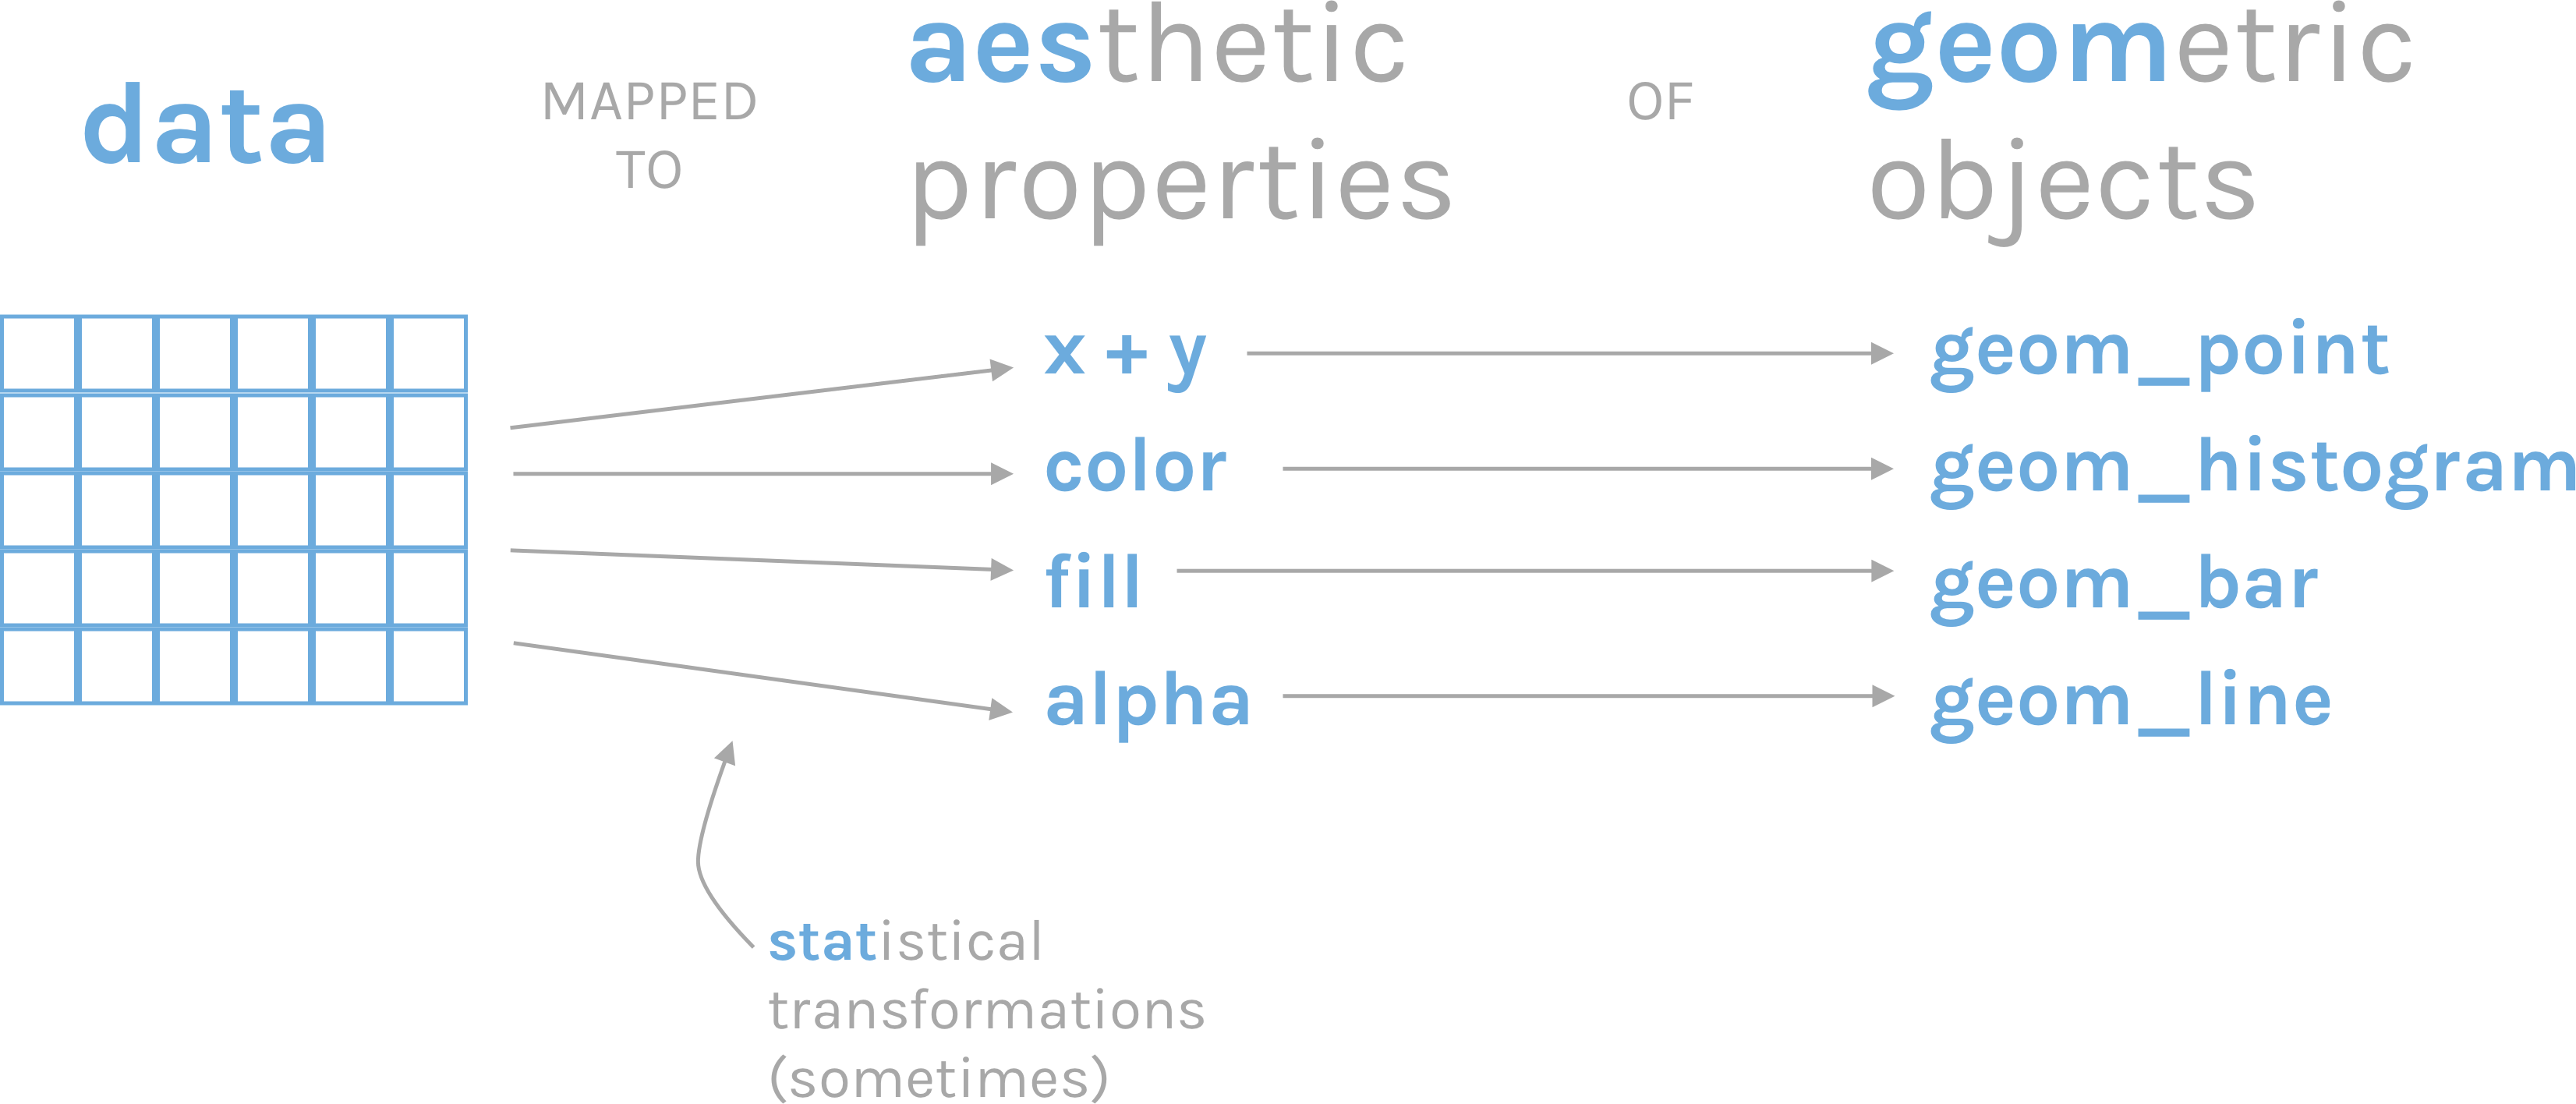 data
MAPPED
TO
aesthetic
properties
OF
geometric
objects
x + y
geom_point
color
geom_histogram
fill
geom_bar
alpha
geom_line
statistical
transformations
(sometimes)